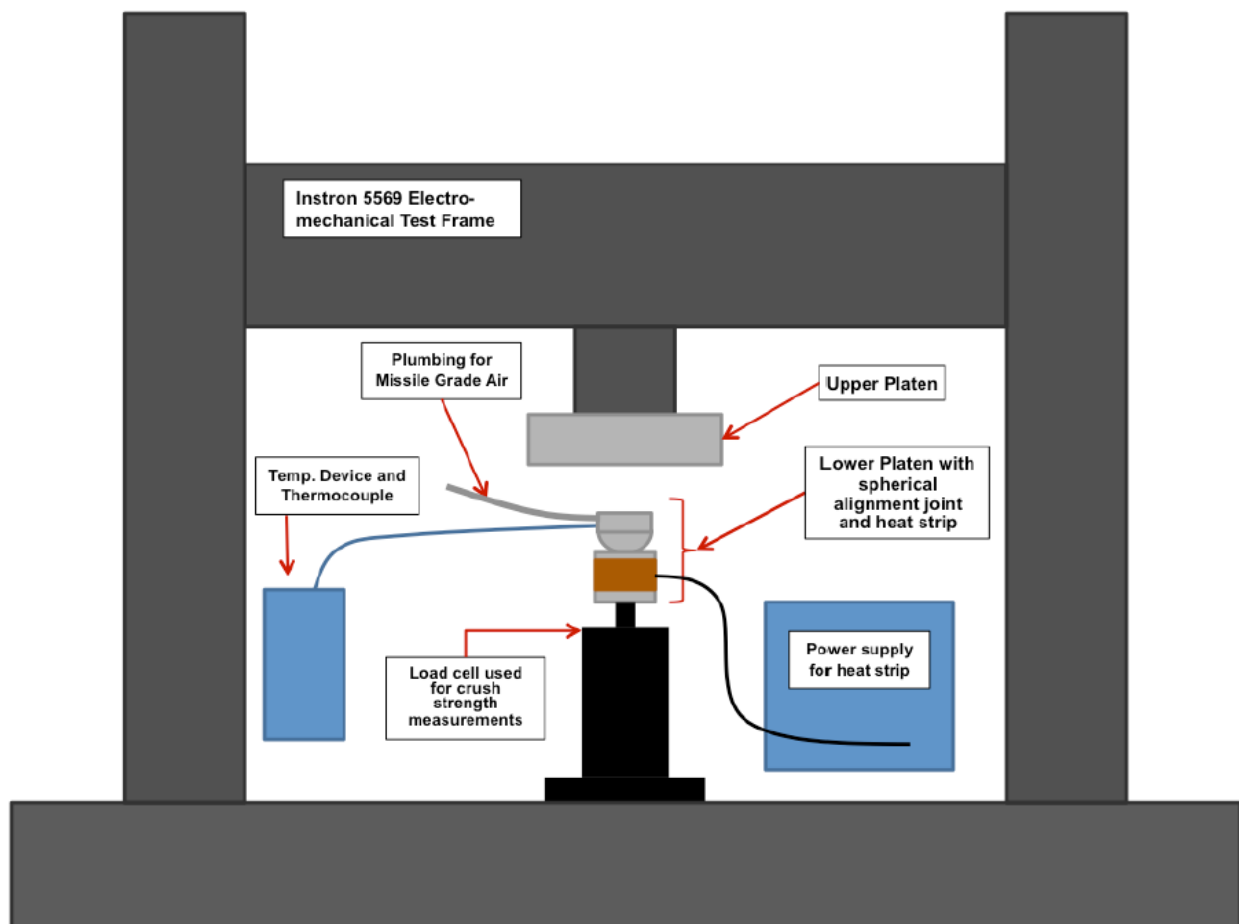 Instron 5569 Electro-
mechanical Test Frame
Plumbing for
Missile Grade Air
Upper Platen
Temp. Device and
Thermocouple
Lower Platen with
spherical
alignment joint
and heat strip
Load cell used
for crush
strength
measurements
Power supply
for heat strip